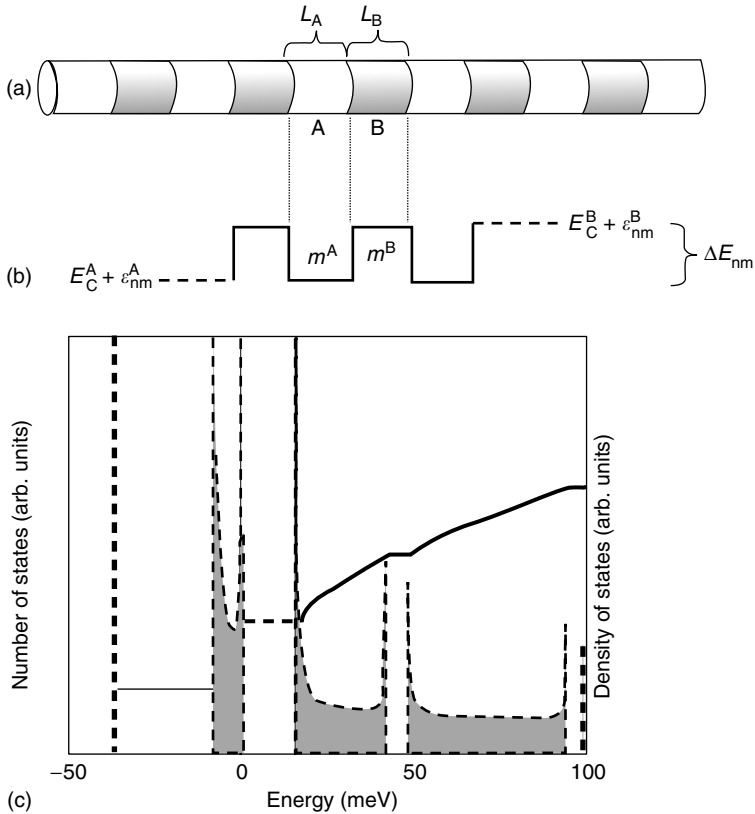 L_A L_B
(a)
A B
(b) E_C^A + ε_nm^A m^A m^B E_C^B + ε_nm^B ΔE_nm
Number of states (arb. units)
Density of states (arb. units)
−50 0 50 100
Energy (meV)
(c)